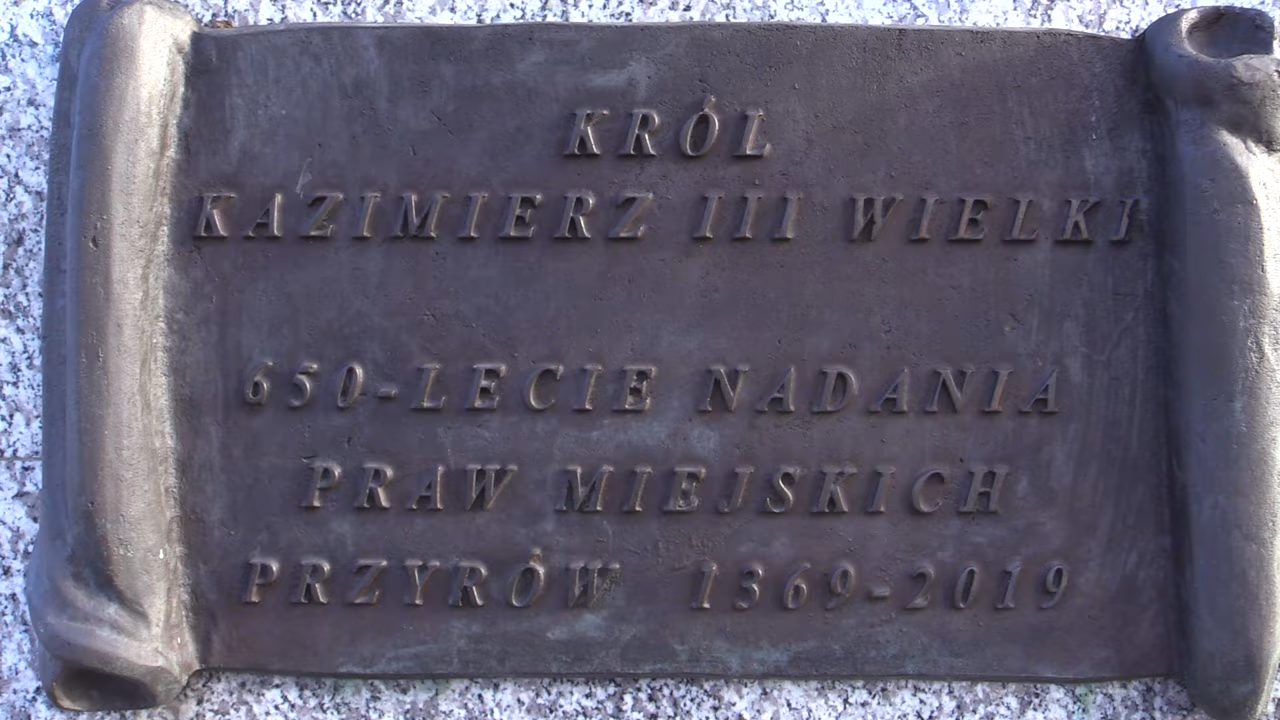 KRÓL
KAZIMIERZ III WIELKI
650-LECIE NADANIA
PRAW MIEJSKICH
PRZYRÓW 1369-2019